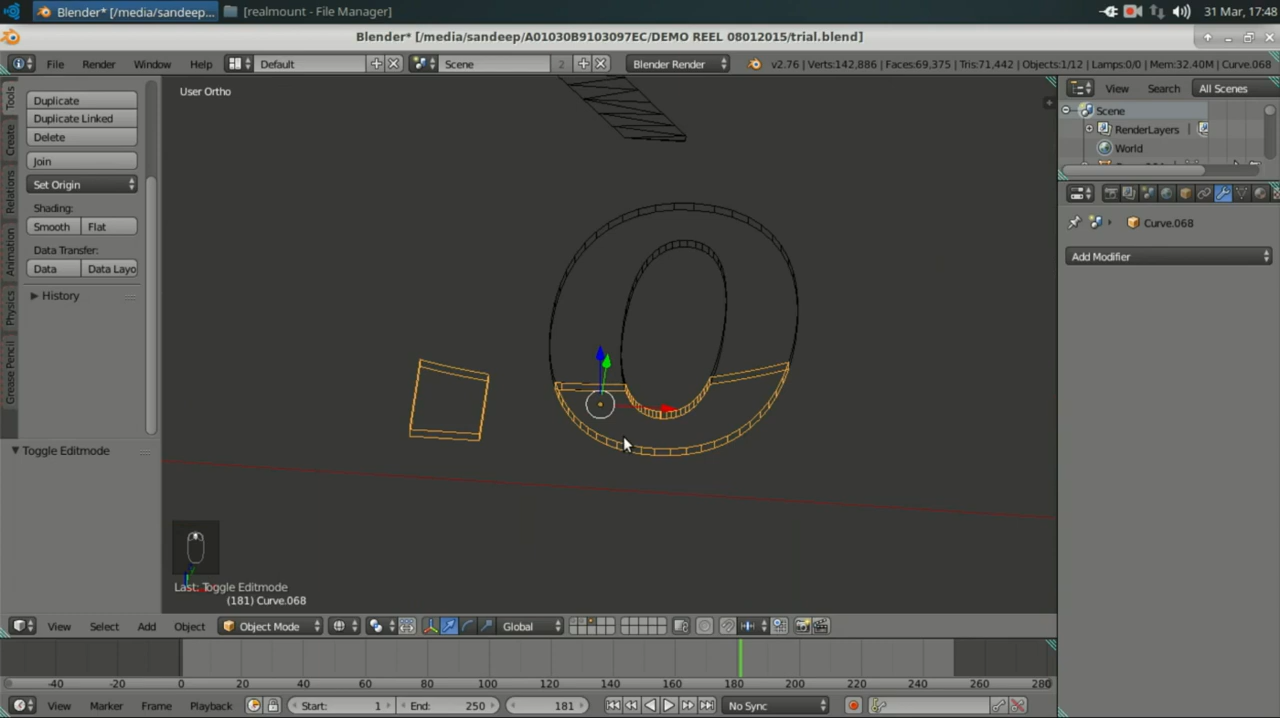 Blender* [/media/sandeep... [realmount - File Manager] 31 Mar, 17:48
Blender* [/media/sandeep/A01030B9103097EC/DEMO REEL 08012015/trial.blend]
File Render Window Help Default Scene 2 Blender Render v2.76 | Verts:142,886 | Faces:69,375 | Tris:71,442 | Objects:1/12 | Lamps:0/0 | Mem:32.40M | Curve.068
Tools
Create
Relations
Animation
Physics
Grease Pencil
Duplicate
Duplicate Linked
Delete
Join
Set Origin
Shading:
Smooth Flat
Data Transfer:
Data Data Layo
History
Toggle Editmode
User Ortho
0
Last: Toggle Editmode
(181) Curve.068
View Search All Scenes
Scene
RenderLayers
World
Curve.068
Add Modifier
View Select Add Object Object Mode Global
-40 -20 0 20 40 60 80 100 120 140 160 180 200 220 240 260 280
View Marker Frame Playback Start: 1 End: 250 181 No Sync